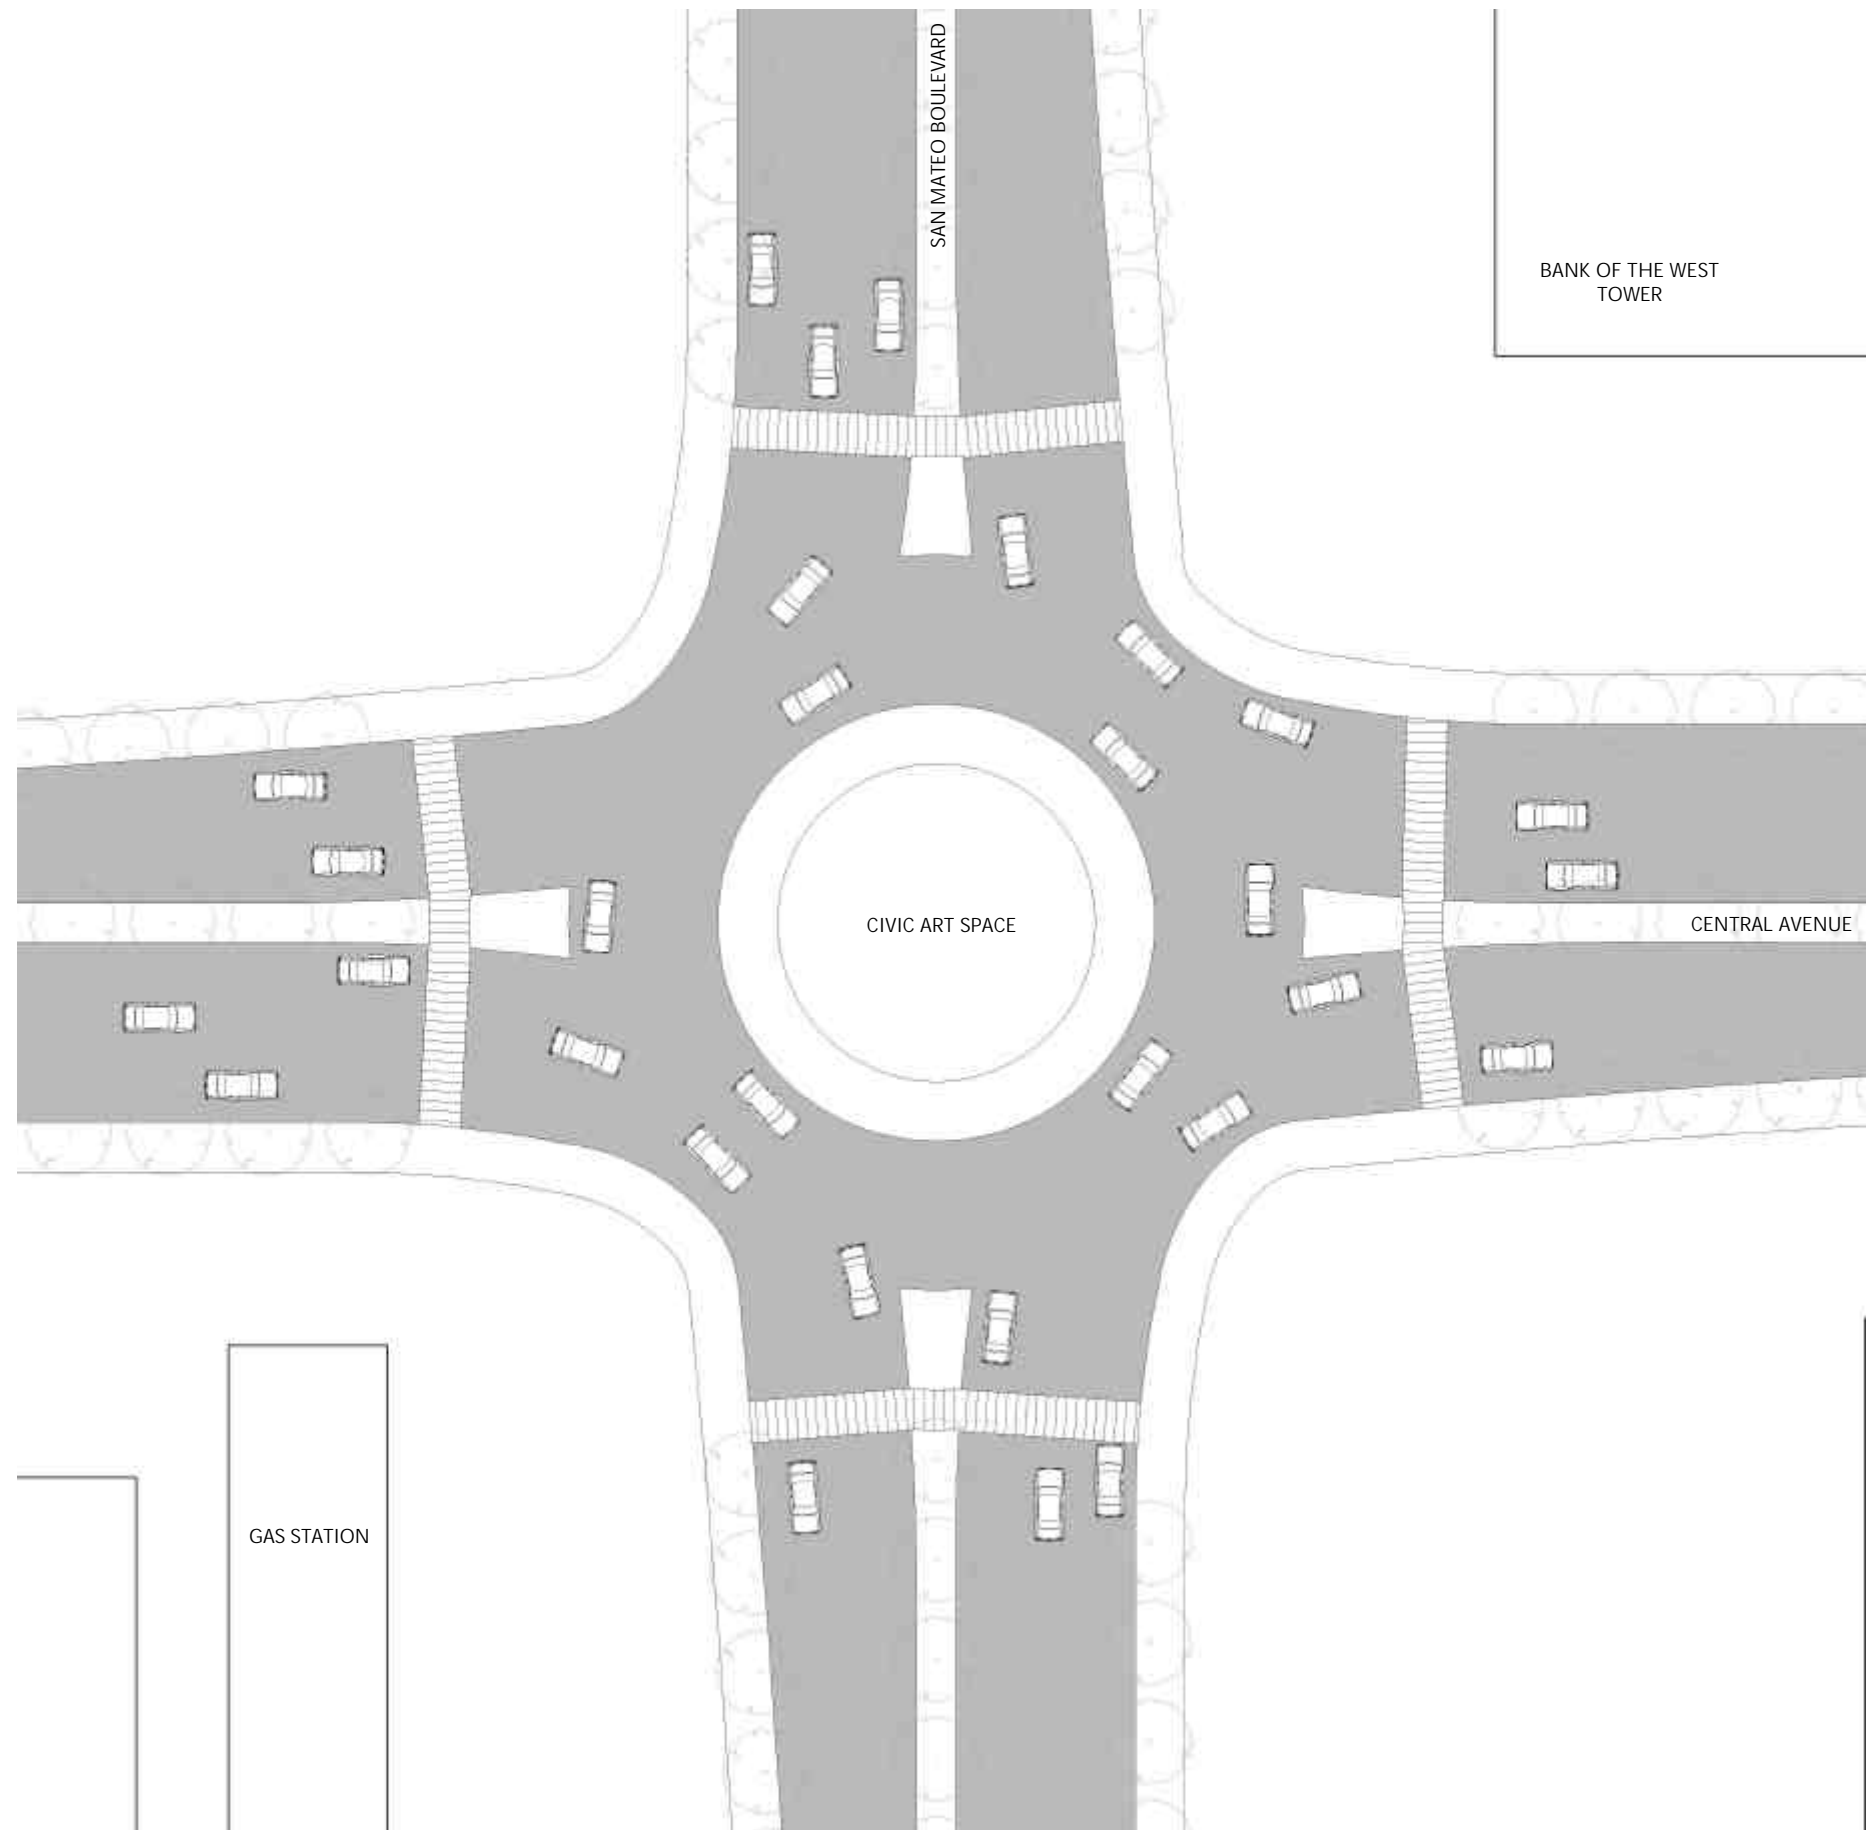 SAN MATEO BOULEVARD
BANK OF THE WEST
TOWER
CIVIC ART SPACE
CENTRAL AVENUE
GAS STATION